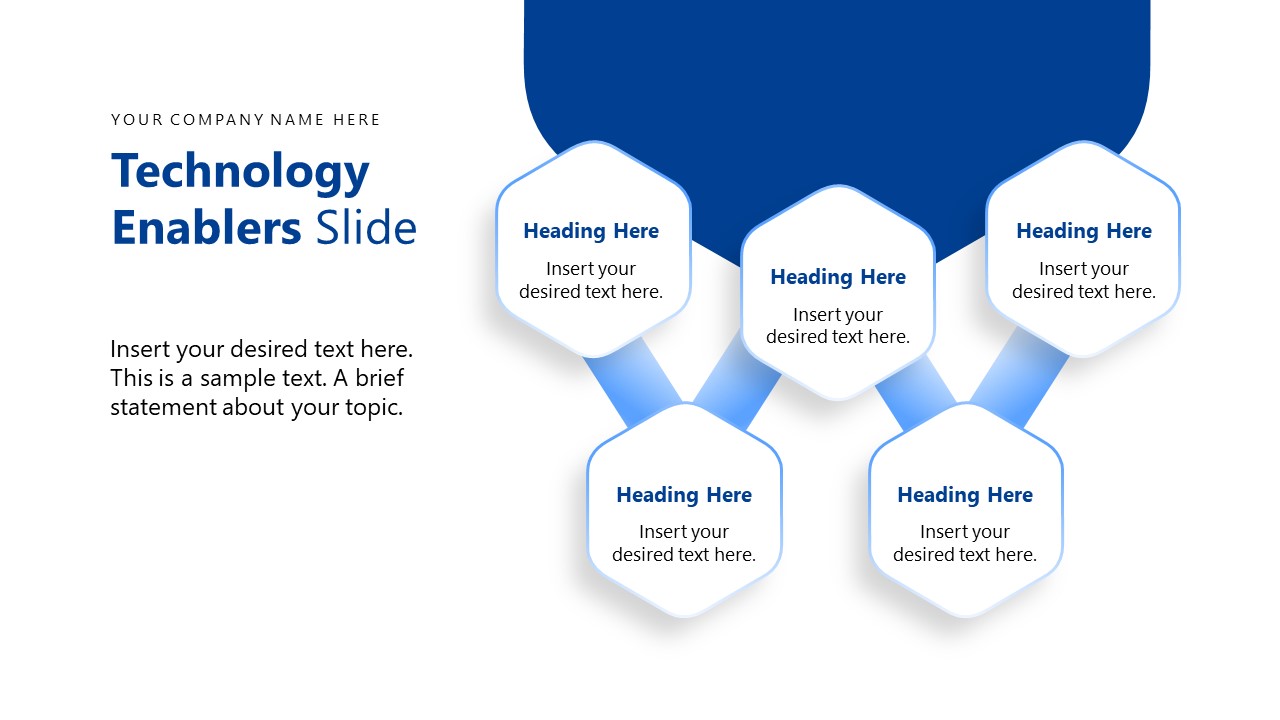 YOUR COMPANY NAME HERE
Technology
Enablers Slide
Insert your desired text here.
This is a sample text. A brief
statement about your topic.
Heading Here
Insert your
desired text here.
Heading Here
Insert your
desired text here.
Heading Here
Insert your
desired text here.
Heading Here
Insert your
desired text here.
Heading Here
Insert your
desired text here.